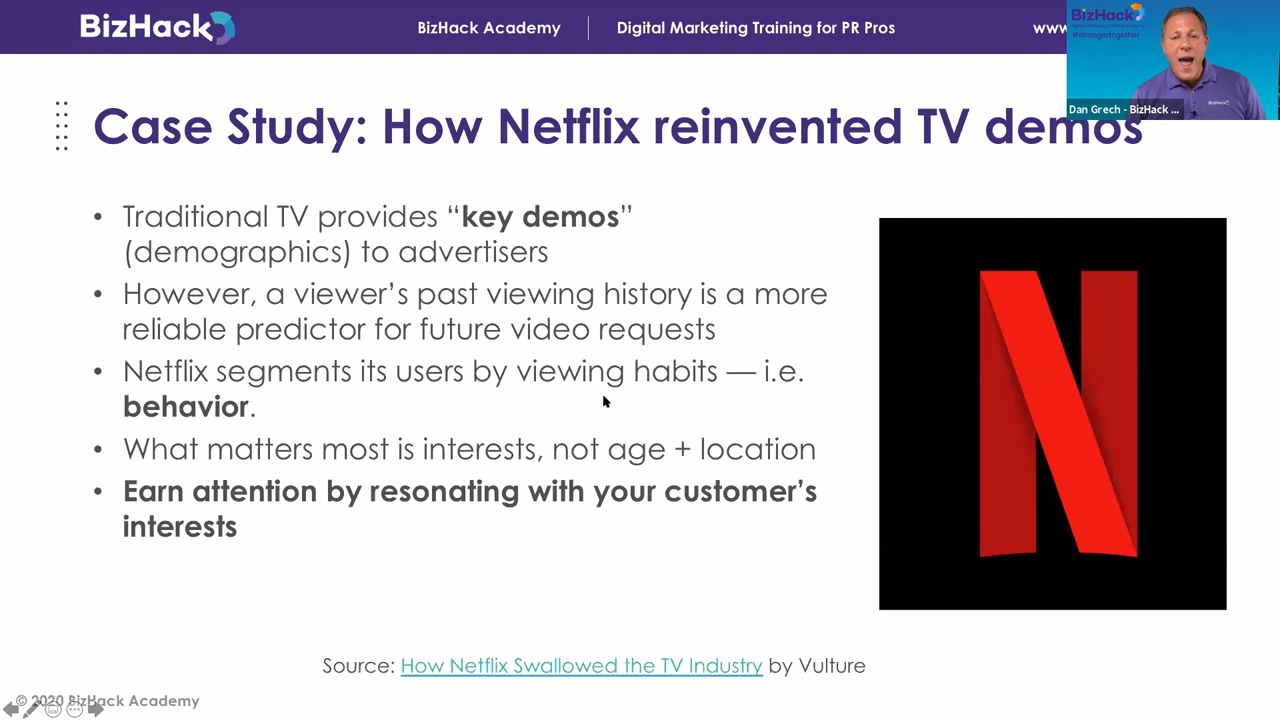 BizHack
BizHack Academy
Digital Marketing Training for PR Pros
www
BizHack
#strongertogether
Dan Grech - BizHack ...
BizHack
Case Study: How Netflix reinvented TV demos
• Traditional TV provides “key demos”
(demographics) to advertisers
• However, a viewer’s past viewing history is a more
reliable predictor for future video requests
• Netflix segments its users by viewing habits — i.e.
behavior.
• What matters most is interests, not age + location
• Earn attention by resonating with your customer’s
interests
N
Source: How Netflix Swallowed the TV Industry by Vulture
© 2020 BizHack Academy